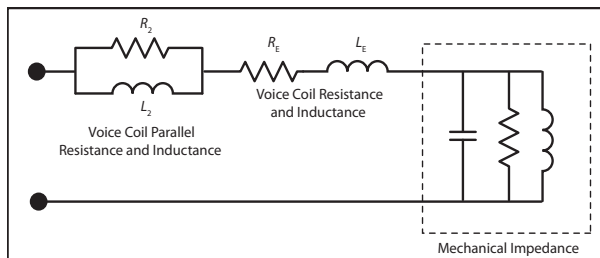 R2
RE
LE
L2
Voice Coil Parallel
Resistance and Inductance
Voice Coil Resistance
and Inductance
Mechanical Impedance